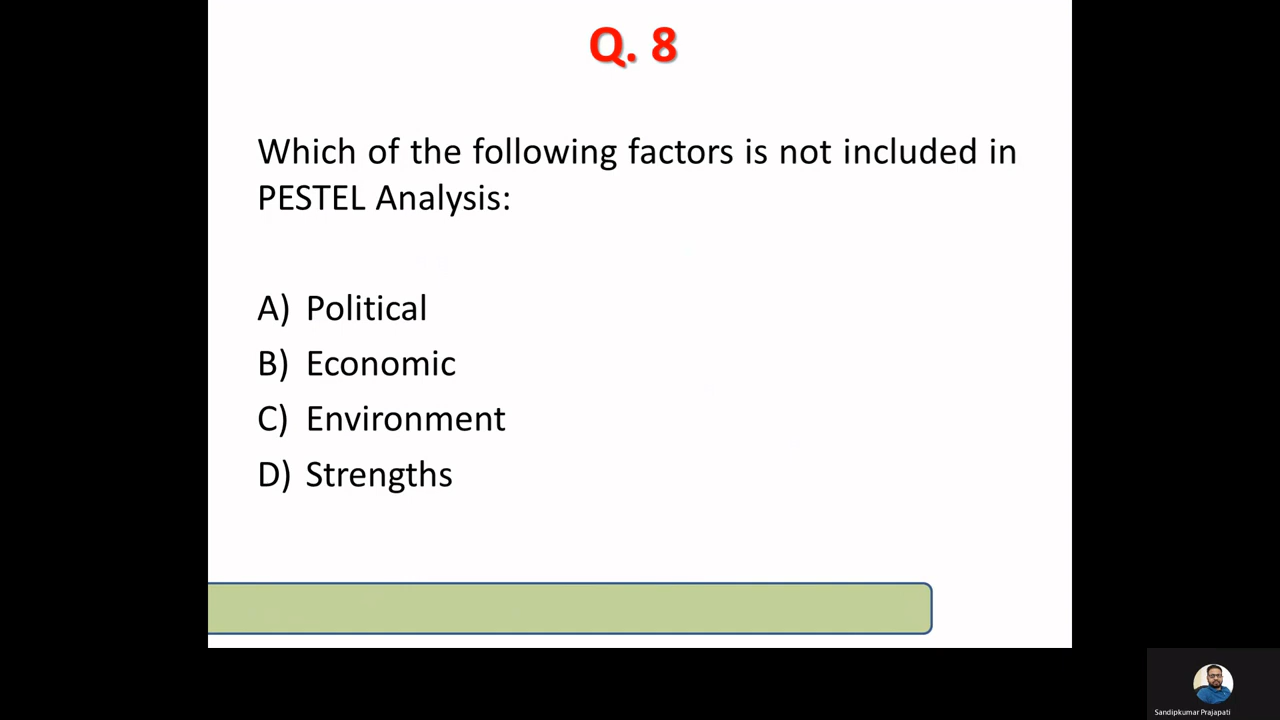 Q. 8
Which of the following factors is not included in
PESTEL Analysis:
A) Political
B) Economic
C) Environment
D) Strengths
Sandipkumar Prajapati